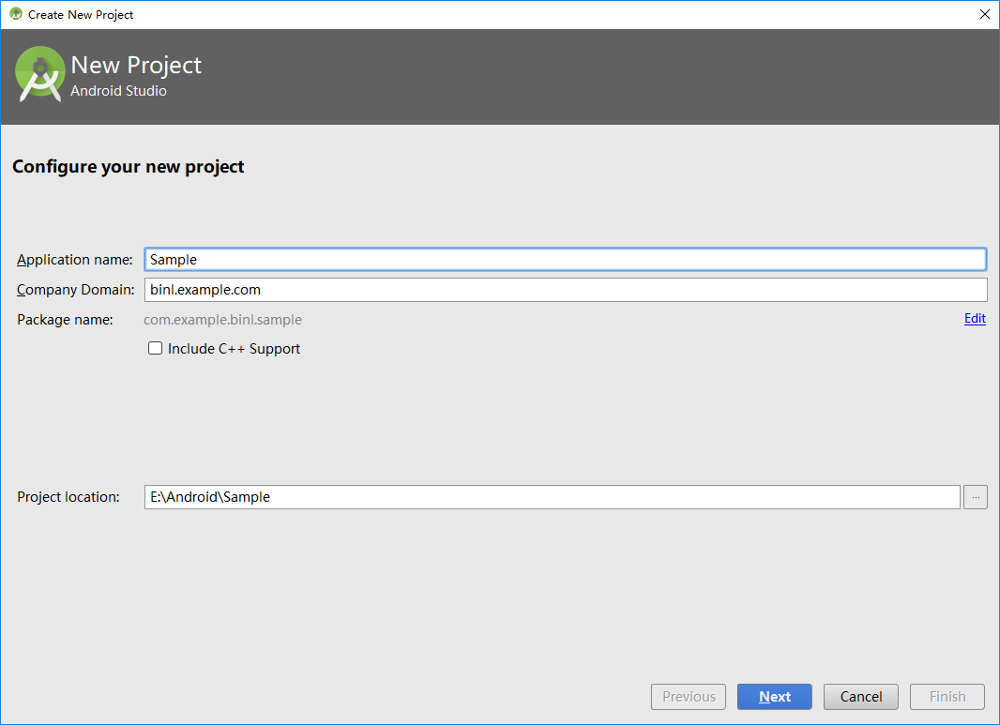 Create New Project
New Project
Android Studio
Configure your new project
Application name: Sample
Company Domain: binl.example.com
Package name: com.example.binl.sample Edit
Include C++ Support
Project location: E:\Android\Sample ...
Previous Next Cancel Finish